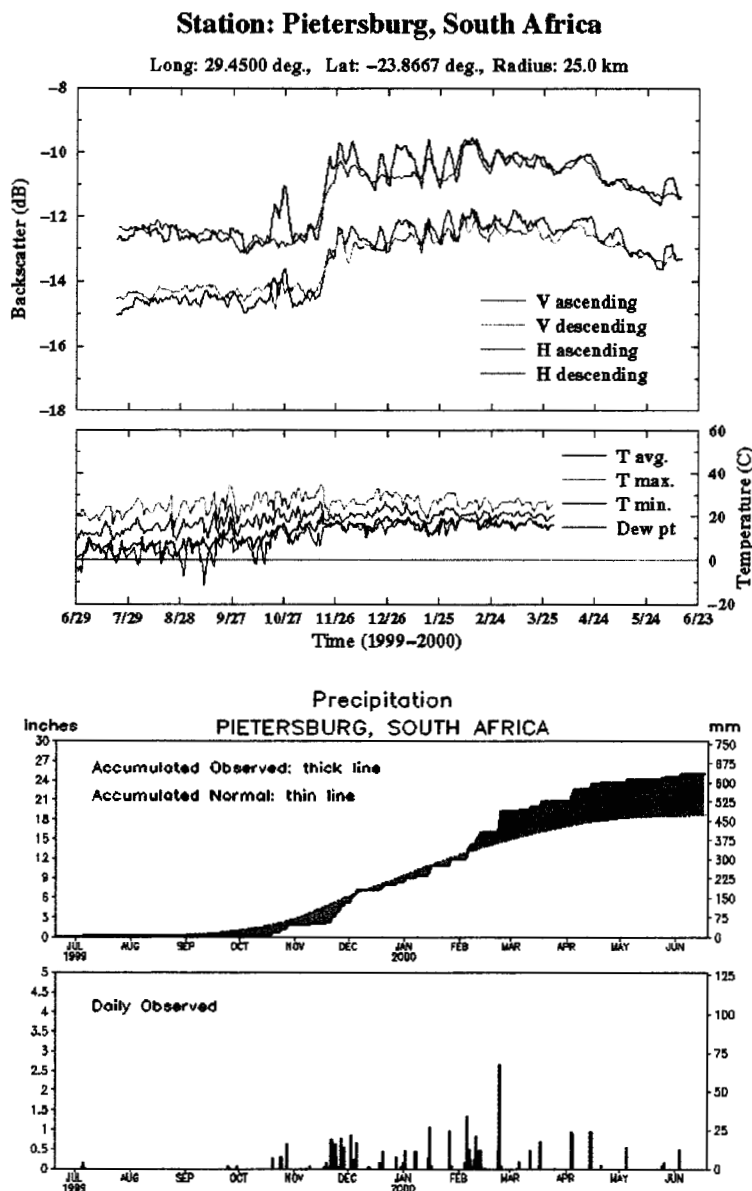 Station: Pietersburg, South Africa
Long: 29.4500 deg., Lat: −23.8667 deg., Radius: 25.0 km
−8
−10
−12
−14
−16
−18
Backscatter (dB)
V ascending
V descending
H ascending
H descending
60
40
20
0
−20
Temperature (C)
T avg.
T max.
T min.
Dew pt
6/29 7/29 8/28 9/27 10/27 11/26 12/26 1/25 2/24 3/25 4/24 5/24 6/23
Time (1999−2000)
Precipitation
inches PIETERSBURG, SOUTH AFRICA mm
Accumulated Observed: thick line
Accumulated Normal: thin line
30
27
24
21
18
15
12
9
6
3
0
750
675
600
525
450
375
300
225
150
75
0
JUL AUG SEP OCT NOV DEC JAN FEB MAR APR MAY JUN
1999 2000
Daily Observed
5
4.5
4
3.5
3
2.5
2
1.5
1
0.5
0
125
100
75
50
25
0
JUL AUG SEP OCT NOV DEC JAN FEB MAR APR MAY JUN
1999 2000